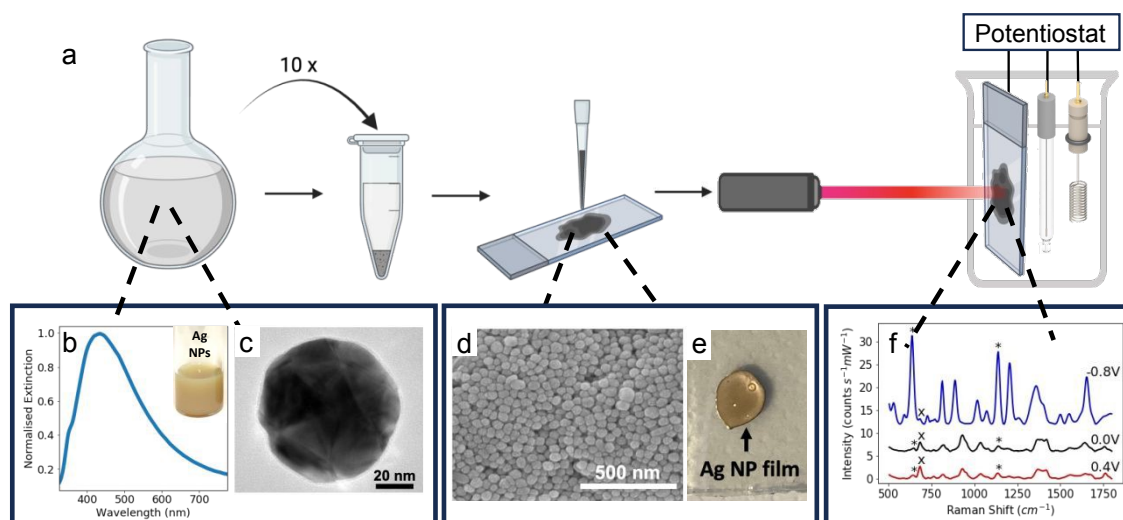 Potentiostat
a
10 x
b
Ag
NPs
1.0
0.8
0.6
0.4
0.2
400
500
600
700
Normalised Extinction
Wavelength (nm)
c
20 nm
d
500 nm
e
Ag NP film
f
30
25
20
15
10
5
0
Intensity (counts s⁻¹mW⁻¹)
*
*
-0.8V
x
*
*
0.0V
x
*
*
0.4V
500
750
1000
1250
1500
1750
Raman Shift (cm⁻¹)